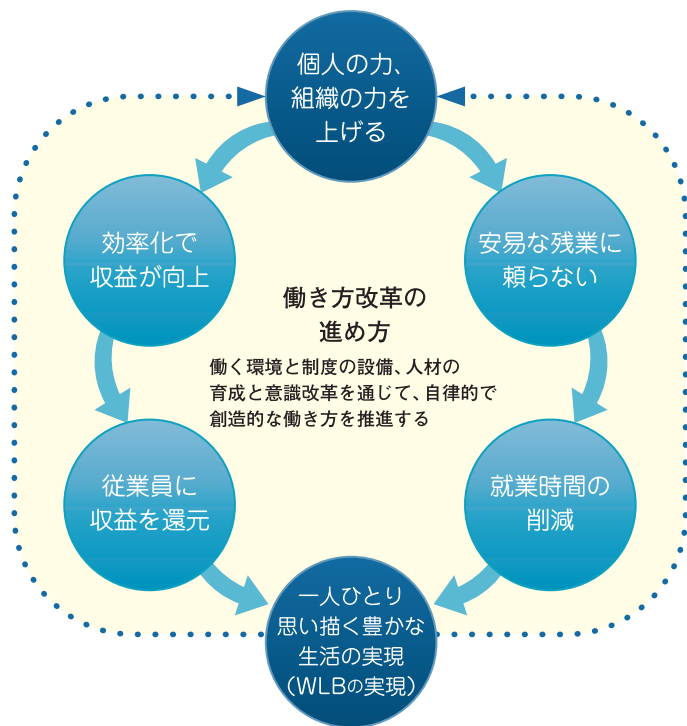 個人の力、
組織の力を
上げる
効率化で
収益が向上
安易な残業に
頼らない
働き方改革の
進め方
働く環境と制度の設備、人材の
育成と意識改革を通じて、自律的で
創造的な働き方を推進する
従業員に
収益を還元
就業時間の
削減
一人ひとり
思い描く豊かな
生活の実現
（WLBの実現）